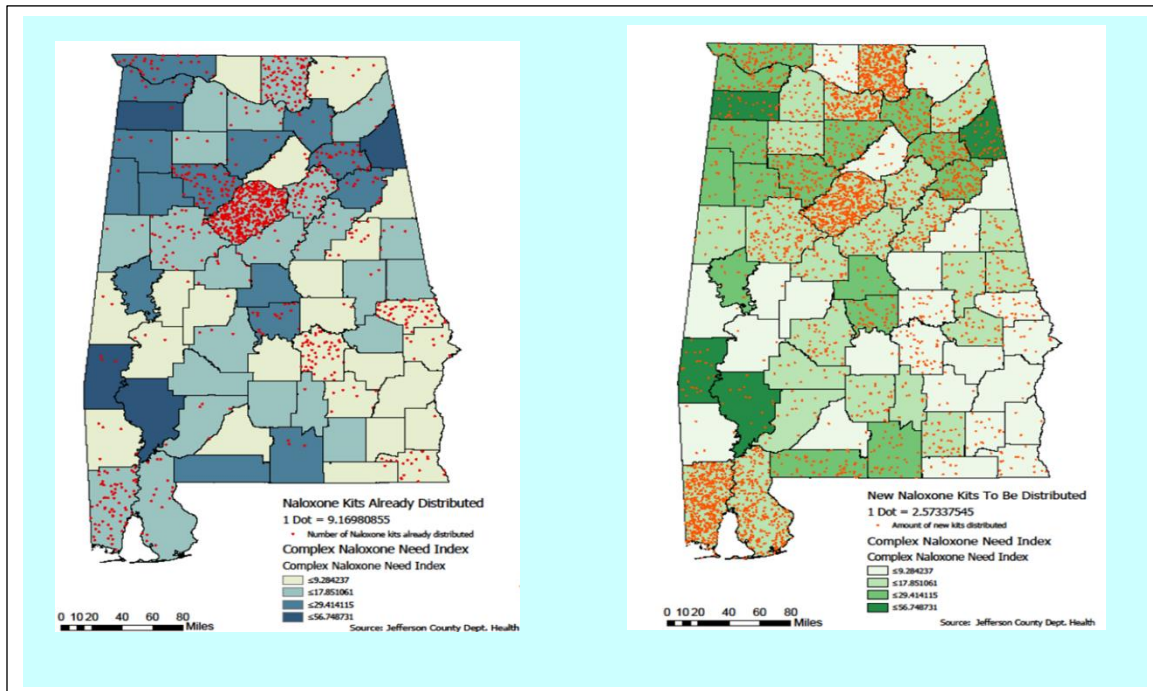 Naloxone Kits Already Distributed
1 Dot = 9.16980855
Number of Naloxone kits already distributed
Complex Naloxone Need Index
Complex Naloxone Need Index
≤9.284237
≤17.851061
≤29.414115
≤56.748731
0 10 20 40 60 80
Miles
Source: Jefferson County Dept. Health
New Naloxone Kits To Be Distributed
1 Dot = 2.57337545
Amount of new kits distributed
Complex Naloxone Need Index
Complex Naloxone Need Index
≤9.284237
≤17.851061
≤29.414115
≤56.748731
0 10 20 40 60 80
Miles
Source: Jefferson County Dept. Health